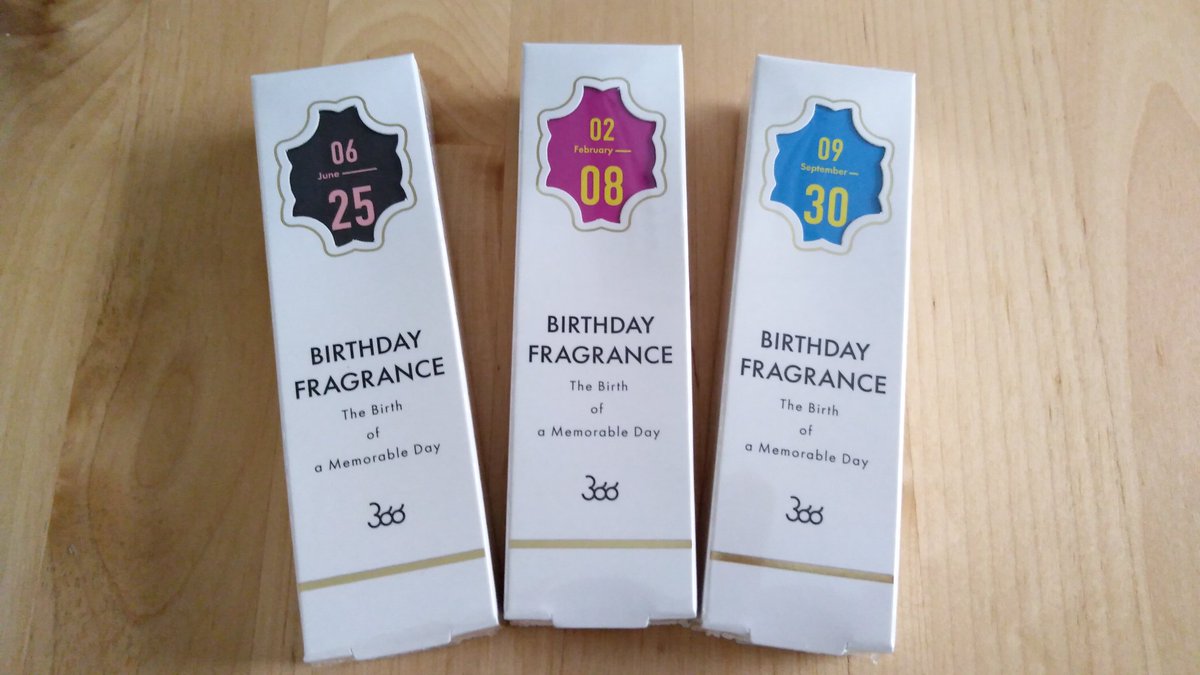 06
June
25
BIRTHDAY
FRAGRANCE
The Birth
of
a Memorable Day
366
02
February
08
BIRTHDAY
FRAGRANCE
The Birth
of
a Memorable Day
366
09
September
30
BIRTHDAY
FRAGRANCE
The Birth
of
a Memorable Day
366